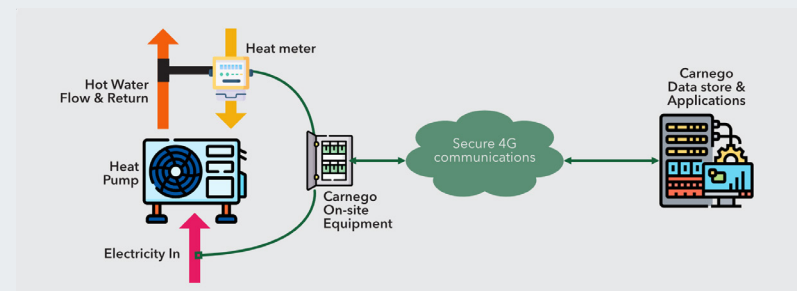 Heat meter
Hot Water
Flow & Return
Heat
Pump
Electricity In
Carnego
On-site
Equipment
Secure 4G
communications
Carnego
Data store &
Applications